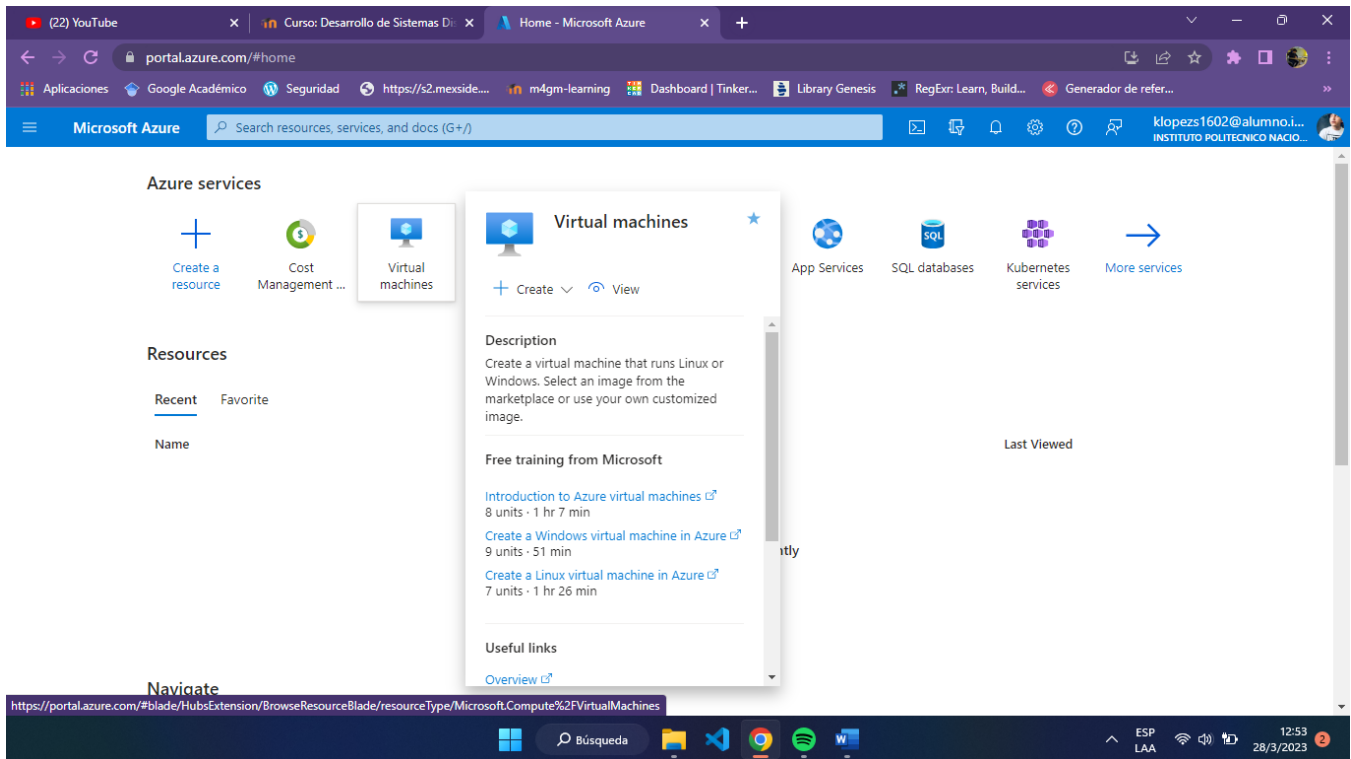 (22) YouTube
Curso: Desarrollo de Sistemas Dis
Home - Microsoft Azure
portal.azure.com/#home
Aplicaciones
Google Académico
Seguridad
https://s2.mexside....
m4gm-learning
Dashboard | Tinker...
Library Genesis
RegExr: Learn, Build...
Generador de refer...
Microsoft Azure
Search resources, services, and docs (G+/)
klopezs1602@alumno.i...
INSTITUTO POLITECNICO NACIO...
Azure services
Create a
resource
Cost
Management ...
Virtual
machines
App Services
SQL
SQL databases
Kubernetes
services
More services
Virtual machines
Create
View
Description
Create a virtual machine that runs Linux or
Windows. Select an image from the
marketplace or use your own customized
image.
Free training from Microsoft
Introduction to Azure virtual machines
8 units · 1 hr 7 min
Create a Windows virtual machine in Azure
9 units · 51 min
Create a Linux virtual machine in Azure
7 units · 1 hr 26 min
Useful links
Overview
Resources
Recent
Favorite
Name
Last Viewed
Navigate
https://portal.azure.com/#blade/HubsExtension/BrowseResourceBlade/resourceType/Microsoft.Compute%2FVirtualMachines
Búsqueda
ESP
LAA
12:53
28/3/2023
2